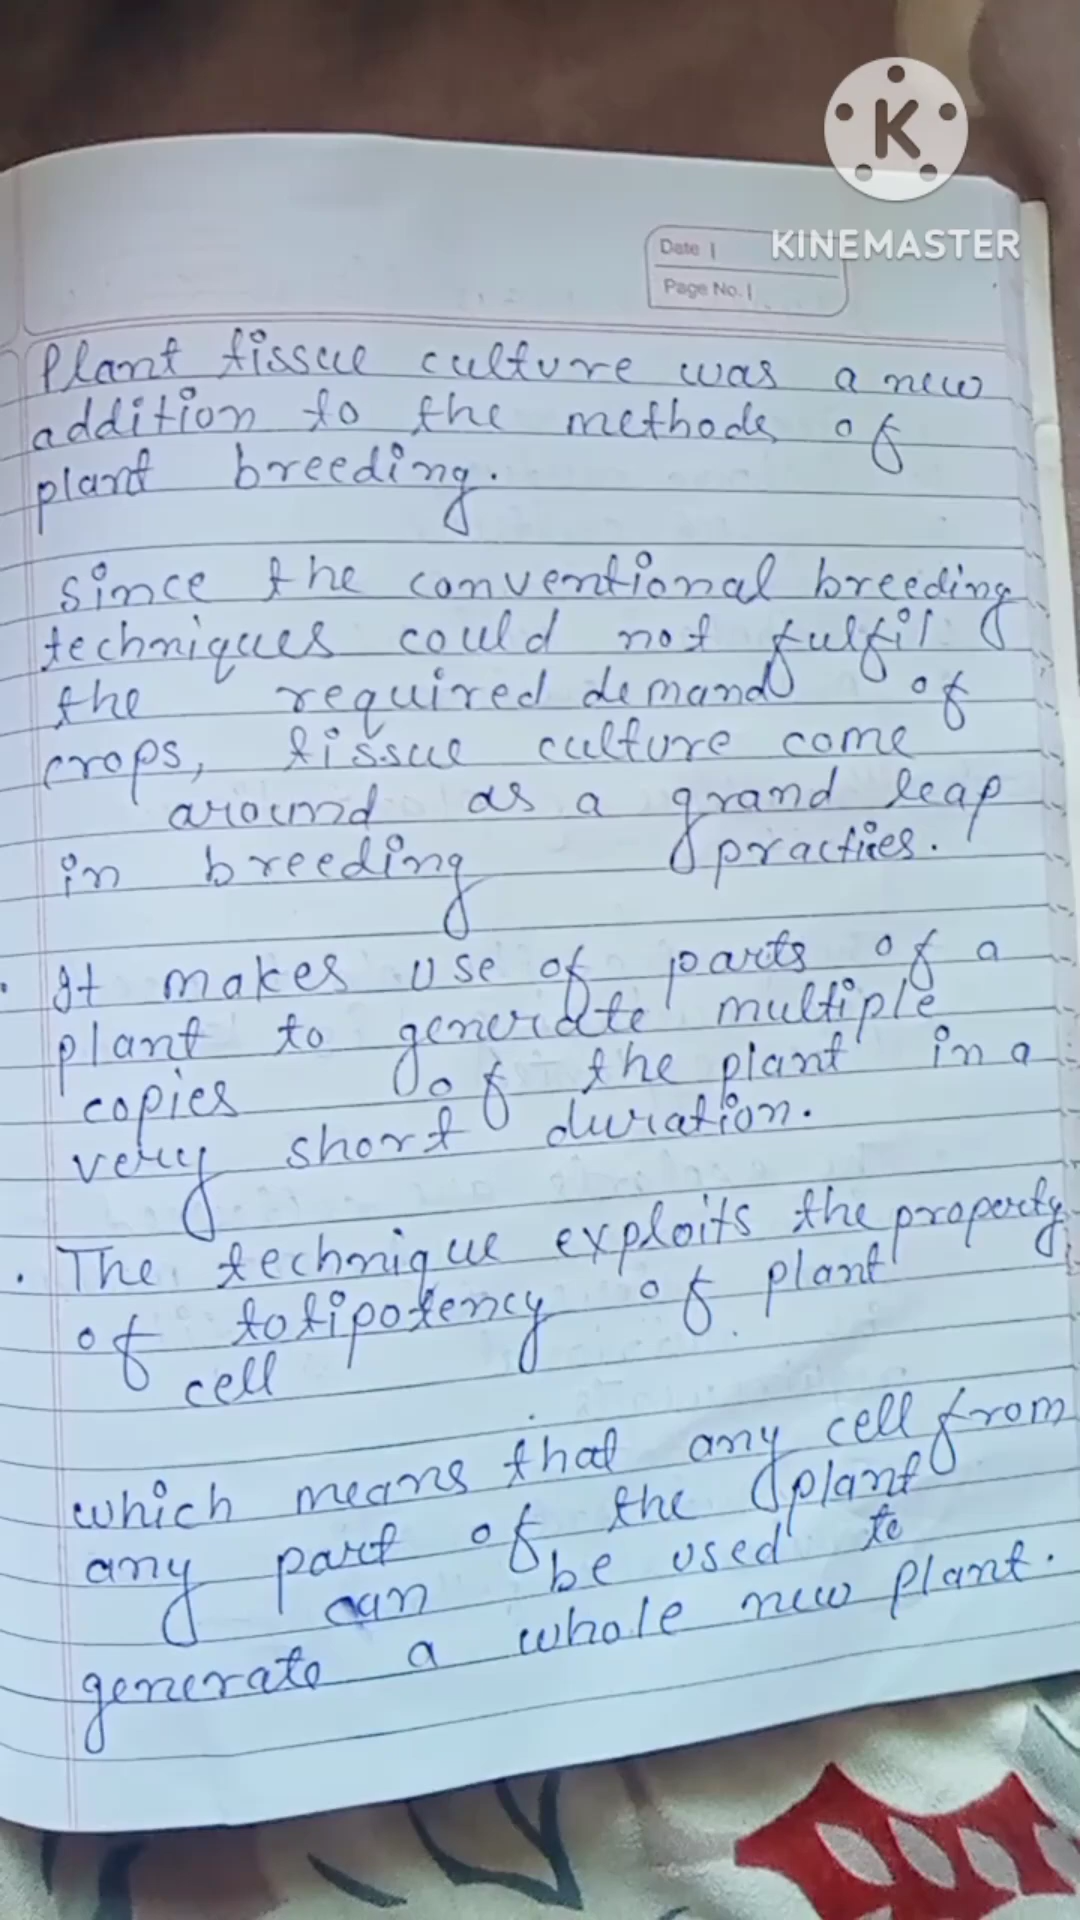 K
KINEMASTER
Date |
Page No. |
Plant tissue culture was a new
addition to the methods of
plant breeding.
since the conventional breeding
techniques could not fulfil
the required demand of
crops, tissue culture come
around as a grand leap
in breeding practies.
. It makes use of parts of a
plant to generate multiple
copies of the plant in a
very short duration.
. The technique exploits the property
of totipotency of plant
cell
which means that any cell from
any part of the plant
can be used to
generate a whole new plant.